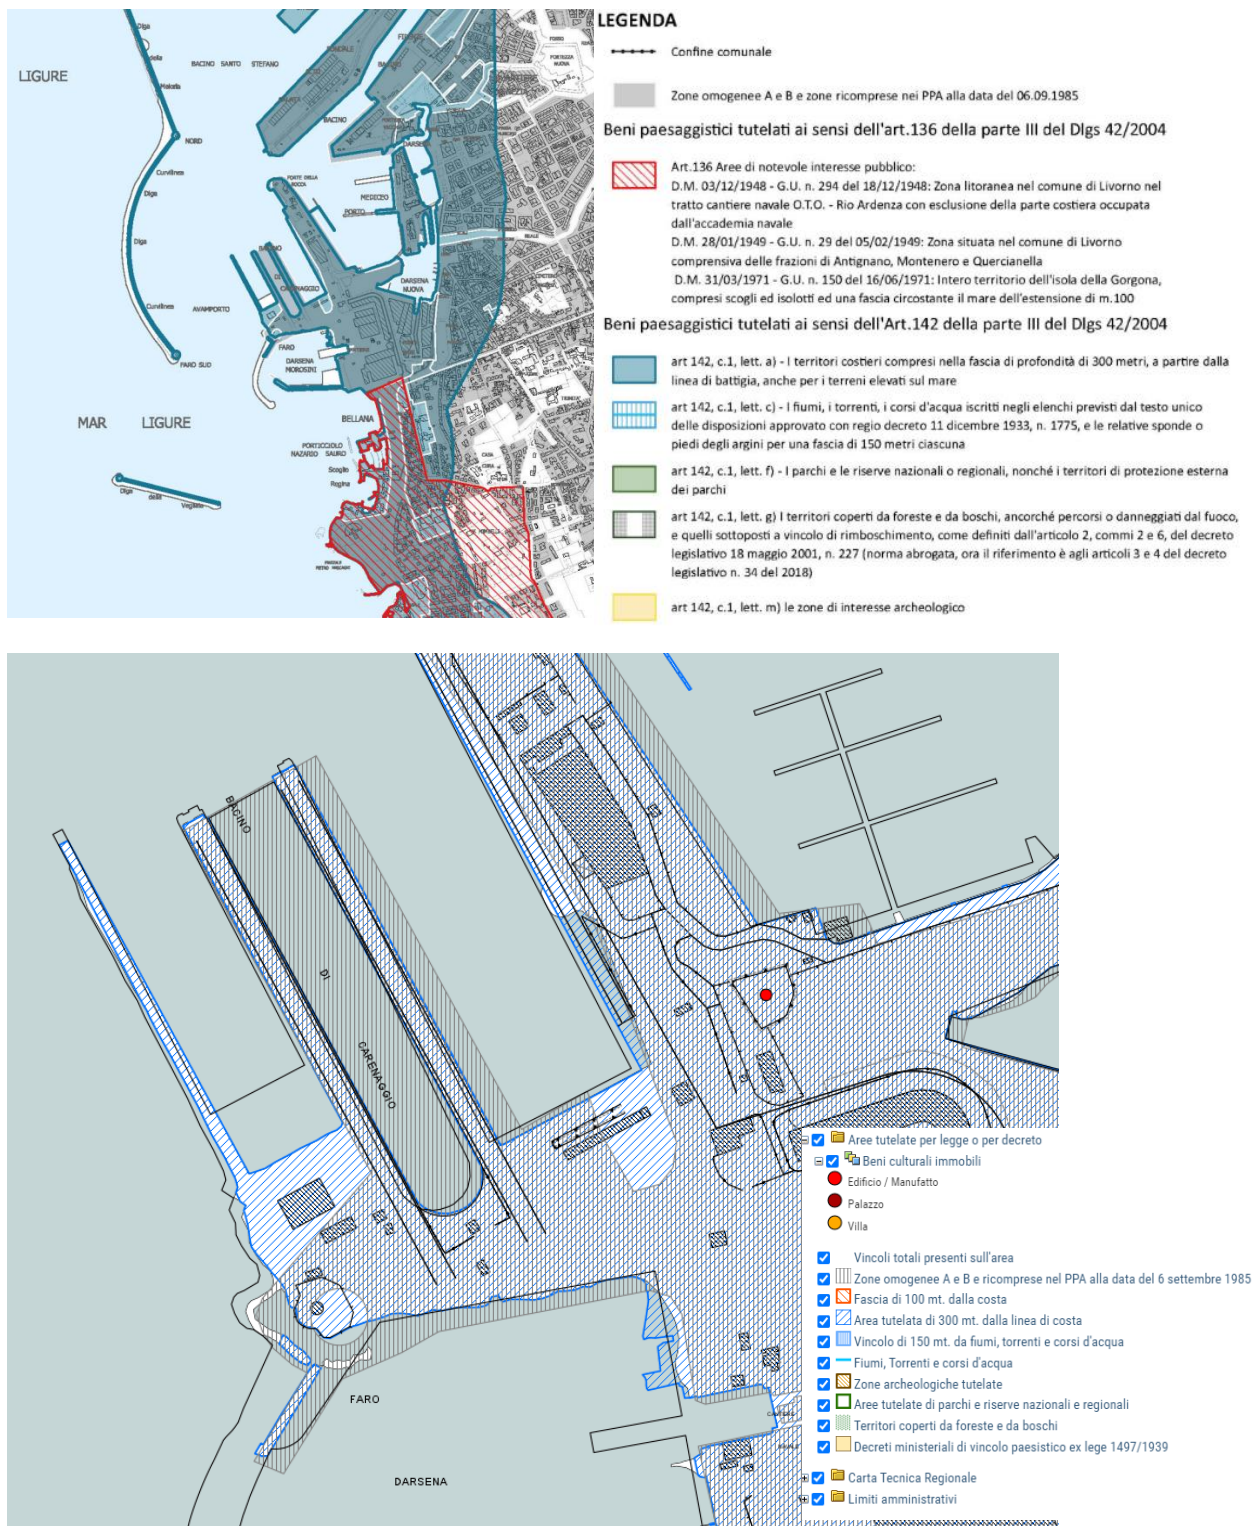 LIGURE
BACINO SANTO STEFANO
Diga
della
Meloria
NORD
Curvilinea
Diga
Diga
Curvilinea
AVAMPORTO
FARO SUD
MAR LIGURE
Diga
della
Vegliaia
BACINO
DARSENA
MEDICEO
PORTO
BACINO
DI
CARENAGGIO
DARSENA
NUOVA
FARO
DARSENA
MOROSINI
BELLANA
PORTICCIOLO
NAZARIO SAURO
Scoglio
Regina
LEGENDA
Confine comunale
Zone omogenee A e B e zone ricomprese nei PPA alla data del 06.09.1985
Beni paesaggistici tutelati ai sensi dell'art.136 della parte III del Dlgs 42/2004
Art.136 Aree di notevole interesse pubblico:
D.M. 03/12/1948 - G.U. n. 294 del 18/12/1948: Zona litoranea nel comune di Livorno nel
tratto cantiere navale O.T.O. - Rio Ardenza con esclusione della parte costiera occupata
dall'accademia navale
D.M. 28/01/1949 - G.U. n. 29 del 05/02/1949: Zona situata nel comune di Livorno
comprensiva delle frazioni di Antignano, Montenero e Quercianella
D.M. 31/03/1971 - G.U. n. 150 del 16/06/1971: Intero territorio dell'isola della Gorgona,
compresi scogli ed isolotti ed una fascia circostante il mare dell'estensione di m.100
Beni paesaggistici tutelati ai sensi dell'Art.142 della parte III del Dlgs 42/2004
art 142, c.1, lett. a) - I territori costieri compresi nella fascia di profondità di 300 metri, a partire dalla
linea di battigia, anche per i terreni elevati sul mare
art 142, c.1, lett. c) - I fiumi, i torrenti, i corsi d'acqua iscritti negli elenchi previsti dal testo unico
delle disposizioni approvato con regio decreto 11 dicembre 1933, n. 1775, e le relative sponde o
piedi degli argini per una fascia di 150 metri ciascuna
art 142, c.1, lett. f) - I parchi e le riserve nazionali o regionali, nonché i territori di protezione esterna
dei parchi
art 142, c.1, lett. g) I territori coperti da foreste e da boschi, ancorché percorsi o danneggiati dal fuoco,
e quelli sottoposti a vincolo di rimboschimento, come definiti dall'articolo 2, commi 2 e 6, del decreto
legislativo 18 maggio 2001, n. 227 (norma abrogata, ora il riferimento è agli articoli 3 e 4 del decreto
legislativo n. 34 del 2018)
art 142, c.1, lett. m) le zone di interesse archeologico
BACINO
DI
CARENAGGIO
FARO
DARSENA
Aree tutelate per legge o per decreto
Beni culturali immobili
Edificio / Manufatto
Palazzo
Villa
Vincoli totali presenti sull'area
Zone omogenee A e B e ricomprese nel PPA alla data del 6 settembre 1985
Fascia di 100 mt. dalla costa
Area tutelata di 300 mt. dalla linea di costa
Vincolo di 150 mt. da fiumi, torrenti e corsi d'acqua
Fiumi, Torrenti e corsi d'acqua
Zone archeologiche tutelate
Aree tutelate di parchi e riserve nazionali e regionali
Territori coperti da foreste e da boschi
Decreti ministeriali di vincolo paesistico ex lege 1497/1939
Carta Tecnica Regionale
Limiti amministrativi